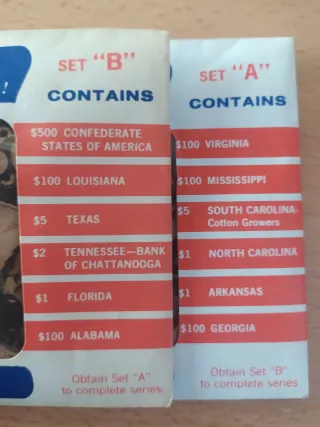 !
SET "B"
CONTAINS
$500 CONFEDERATE
STATES OF AMERICA
$100 LOUISIANA
$5 TEXAS
$2 TENNESSEE—BANK
OF CHATTANOOGA
$1 FLORIDA
$100 ALABAMA
Obtain Set "A"
to complete series
SET "A"
CONTAINS
$100 VIRGINIA
$100 MISSISSIPPI
$5 SOUTH CAROLINA-
Cotton Growers
$1 NORTH CAROLINA
$1 ARKANSAS
$100 GEORGIA
Obtain Set "B"
to complete series